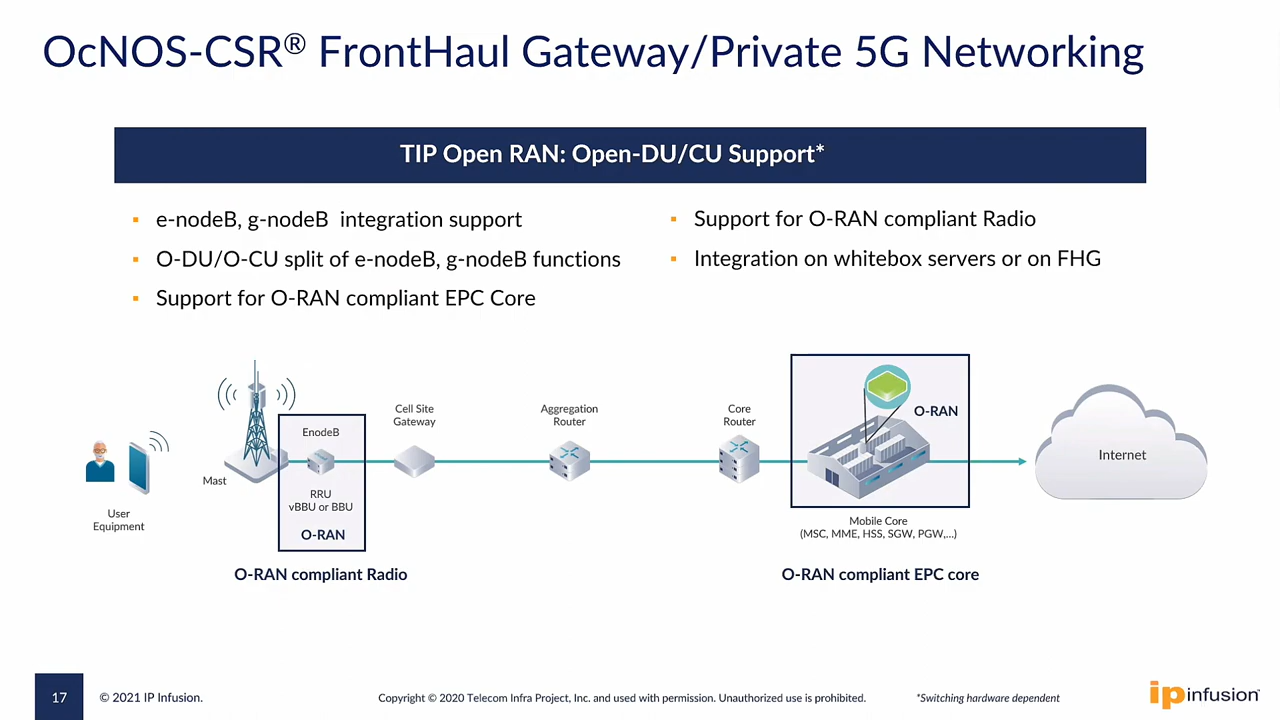 OcNOS-CSR® FrontHaul Gateway/Private 5G Networking
TIP Open RAN: Open-DU/CU Support*
e-nodeB, g-nodeB integration support
O-DU/O-CU split of e-nodeB, g-nodeB functions
Support for O-RAN compliant EPC Core
Support for O-RAN compliant Radio
Integration on whitebox servers or on FHG
User
Equipment
Mast
EnodeB
RRU
vBBU or BBU
O-RAN
O-RAN compliant Radio
Cell Site
Gateway
Aggregation
Router
Core
Router
O-RAN
Mobile Core
(MSC, MME, HSS, SGW, PGW,...)
O-RAN compliant EPC core
Internet
17
© 2021 IP Infusion.
Copyright © 2020 Telecom Infra Project, Inc. and used with permission. Unauthorized use is prohibited.
*Switching hardware dependent
ip infusion™